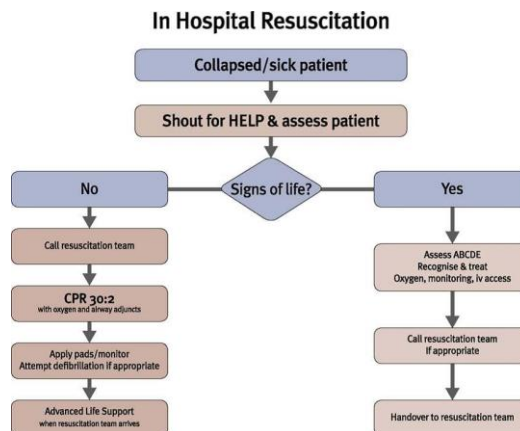 In Hospital Resuscitation
Collapsed/sick patient
Shout for HELP & assess patient
Signs of life?
No
Call resuscitation team
CPR 30:2
with oxygen and airway adjuncts
Apply pads/monitor
Attempt defibrillation if appropriate
Advanced Life Support
when resuscitation team arrives
Yes
Assess ABCDE
Recognise & treat
Oxygen, monitoring, iv access
Call resuscitation team
If appropriate
Handover to resuscitation team